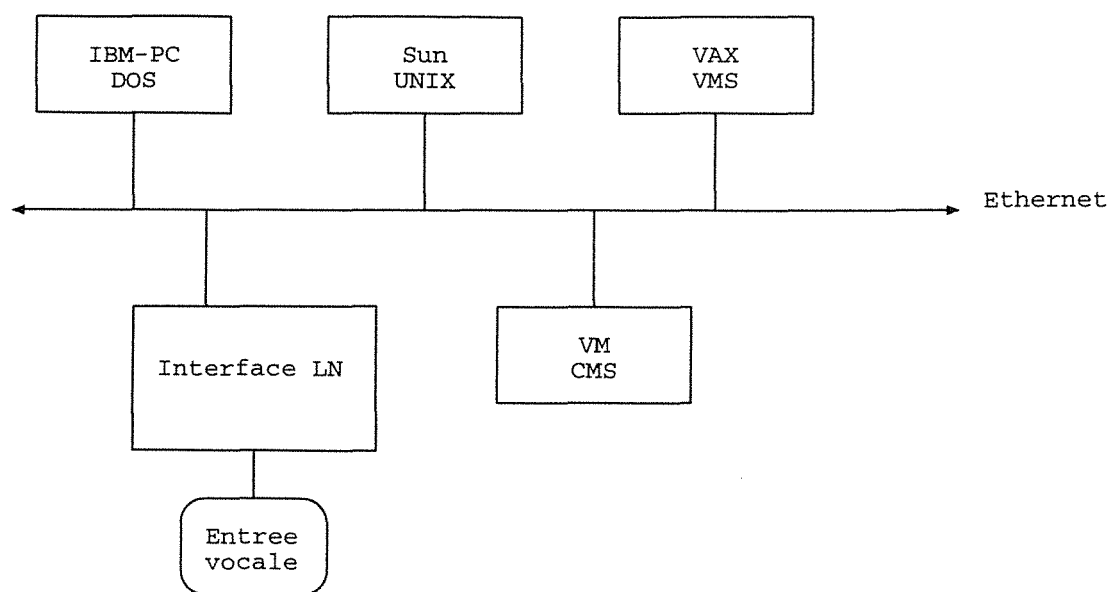 IBM-PC
DOS
Sun
UNIX
VAX
VMS
Ethernet
Interface LN
VM
CMS
Entree
vocale